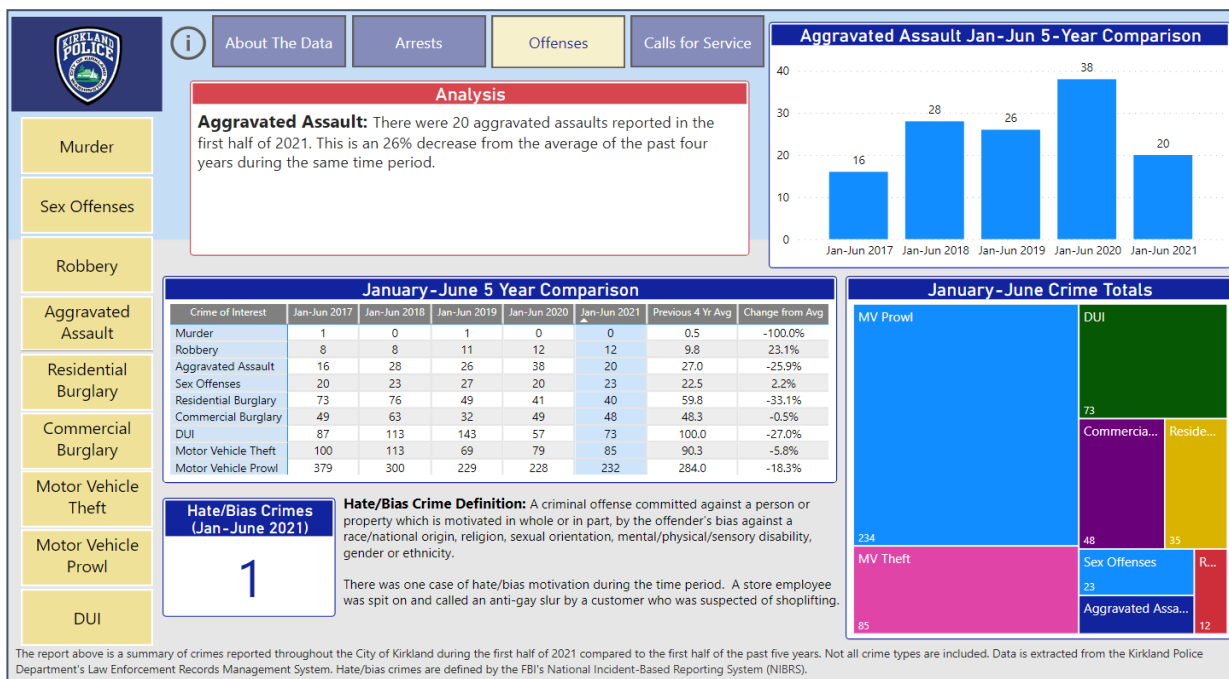 KIRKLAND
POLICE
CITY OF KIRKLAND
WASHINGTON
i
About The Data
Arrests
Offenses
Calls for Service
Murder
Sex Offenses
Robbery
Aggravated
Assault
Residential
Burglary
Commercial
Burglary
Motor Vehicle
Theft
Motor Vehicle
Prowl
DUI
Analysis
Aggravated Assault: There were 20 aggravated assaults reported in the
first half of 2021. This is an 26% decrease from the average of the past four
years during the same time period.
Aggravated Assault Jan-Jun 5-Year Comparison
40
30
20
10
0
16
28
26
38
20
Jan-Jun 2017 Jan-Jun 2018 Jan-Jun 2019 Jan-Jun 2020 Jan-Jun 2021
January-June 5 Year Comparison
Crime of Interest Jan-Jun 2017 Jan-Jun 2018 Jan-Jun 2019 Jan-Jun 2020 Jan-Jun 2021 Previous 4 Yr Avg Change from Avg
Murder 1 0 1 0 0 0.5 -100.0%
Robbery 8 8 11 12 12 9.8 23.1%
Aggravated Assault 16 28 26 38 20 27.0 -25.9%
Sex Offenses 20 23 27 20 23 22.5 2.2%
Residential Burglary 73 76 49 41 40 59.8 -33.1%
Commercial Burglary 49 63 32 49 48 48.3 -0.5%
DUI 87 113 143 57 73 100.0 -27.0%
Motor Vehicle Theft 100 113 69 79 85 90.3 -5.8%
Motor Vehicle Prowl 379 300 229 228 232 284.0 -18.3%
January-June Crime Totals
MV Prowl
234
MV Theft
85
DUI
73
Commercia...
48
Reside...
35
Sex Offenses
23
Aggravated Assa...
R...
12
Hate/Bias Crimes
(Jan-June 2021)
1
Hate/Bias Crime Definition: A criminal offense committed against a person or
property which is motivated in whole or in part, by the offender's bias against a
race/national origin, religion, sexual orientation, mental/physical/sensory disability,
gender or ethnicity.
There was one case of hate/bias motivation during the time period. A store employee
was spit on and called an anti-gay slur by a customer who was suspected of shoplifting.
The report above is a summary of crimes reported throughout the City of Kirkland during the first half of 2021 compared to the first half of the past five years. Not all crime types are included. Data is extracted from the Kirkland Police
Department's Law Enforcement Records Management System. Hate/bias crimes are defined by the FBI's National Incident-Based Reporting System (NIBRS).